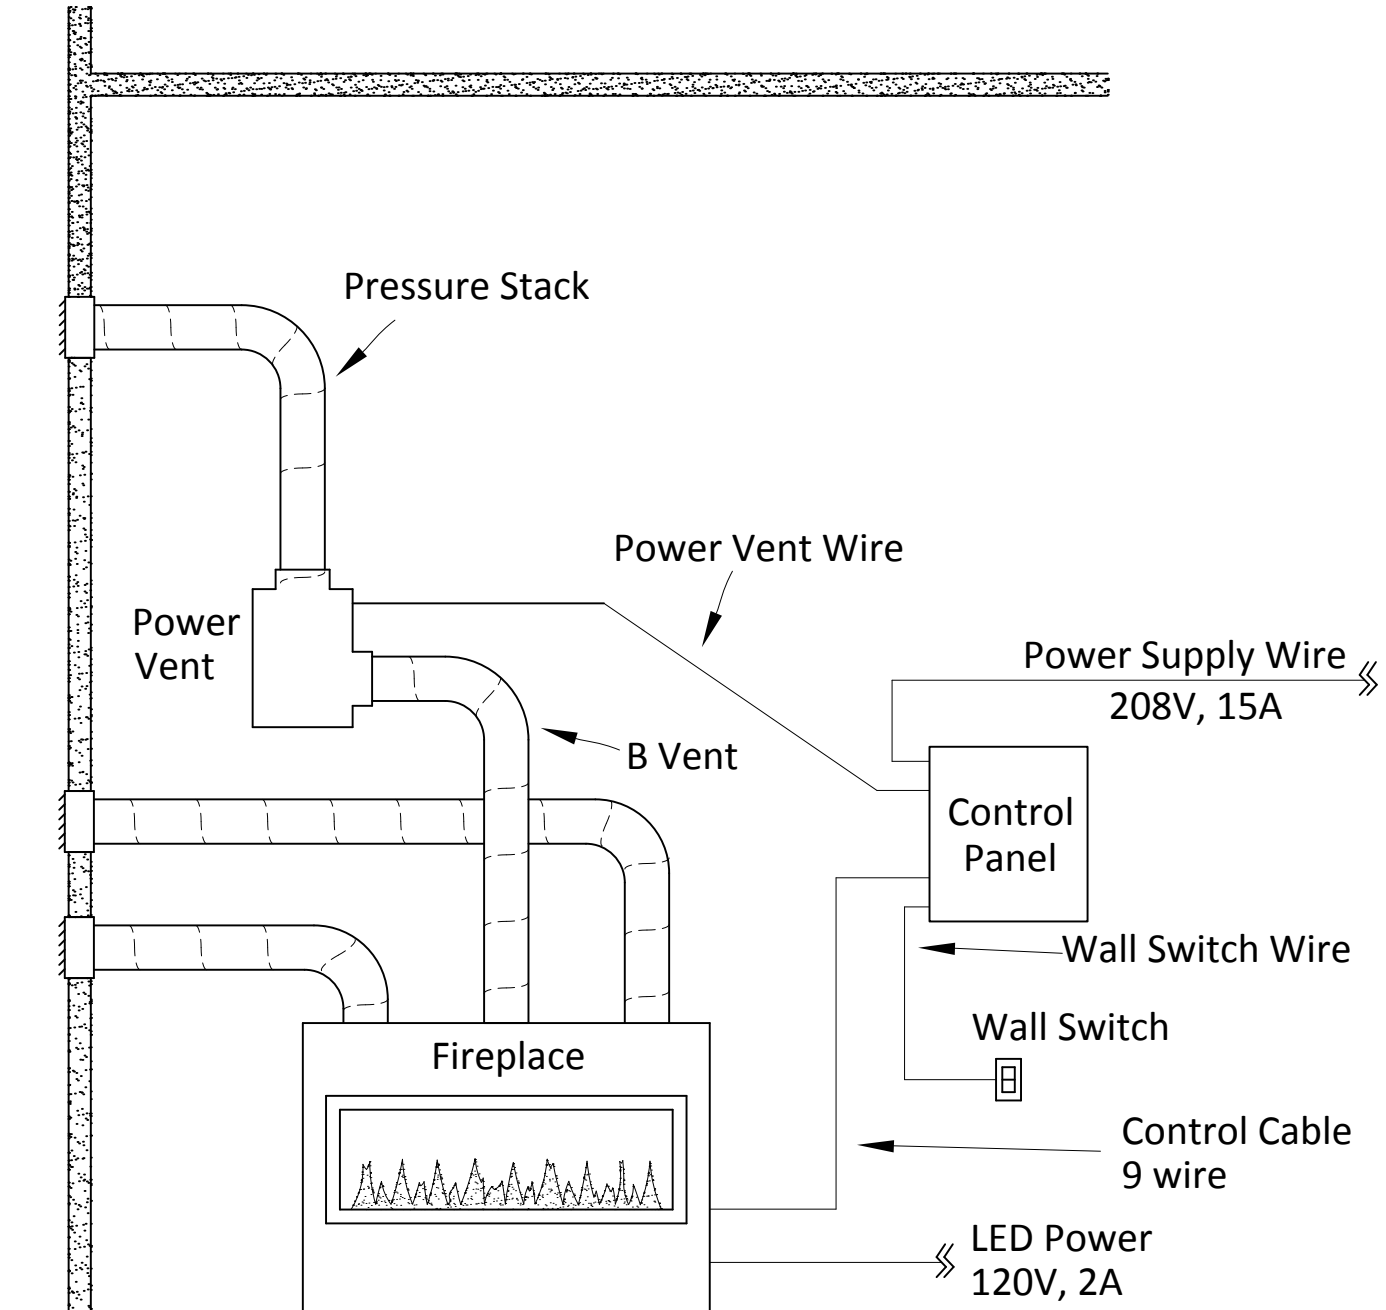 Pressure Stack
Power Vent Wire
Power
Vent
Power Supply Wire
208V, 15A
B Vent
Control
Panel
Wall Switch Wire
Wall Switch
Fireplace
Control Cable
9 wire
LED Power
120V, 2A